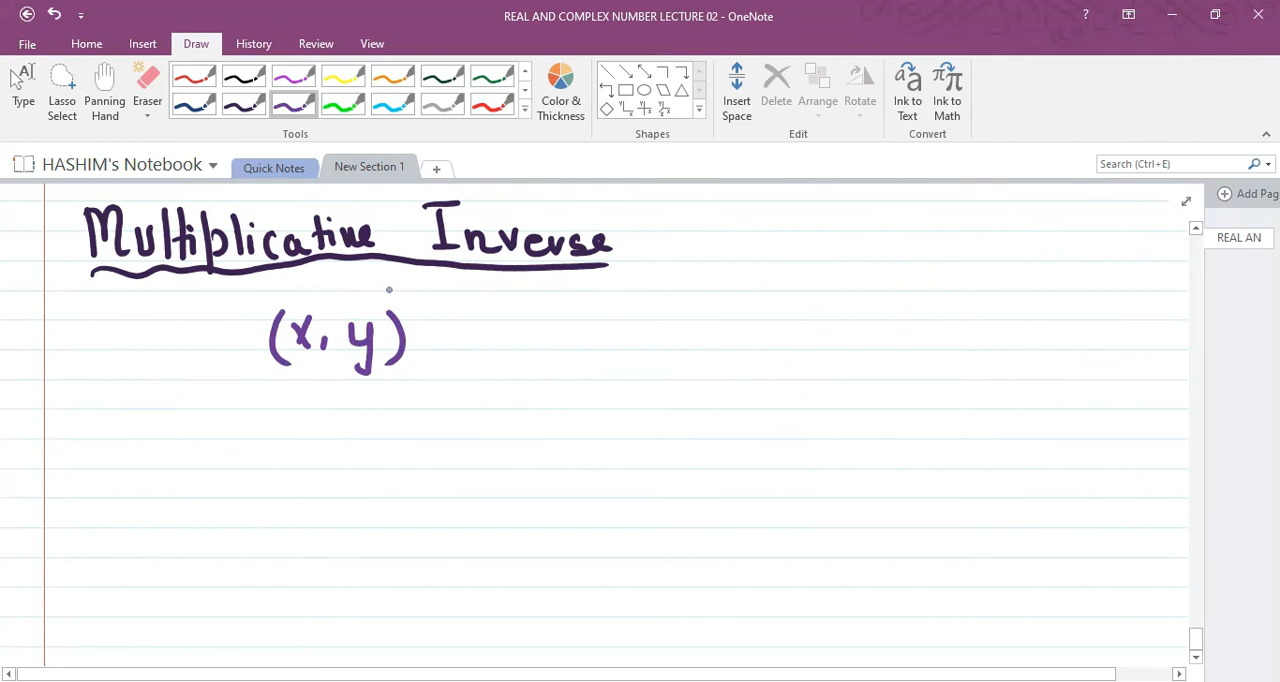 REAL AND COMPLEX NUMBER LECTURE 02 - OneNote
? 
File Home Insert Draw History Review View
Type Lasso Select Panning Hand Eraser Color & Thickness Insert Space Delete Arrange Rotate Ink to Text Ink to Math
Tools Shapes Edit Convert
HASHIM's Notebook Quick Notes New Section 1 Search (Ctrl+E)
Add Pag
REAL AN
Multiplicative Inverse
(x, y)